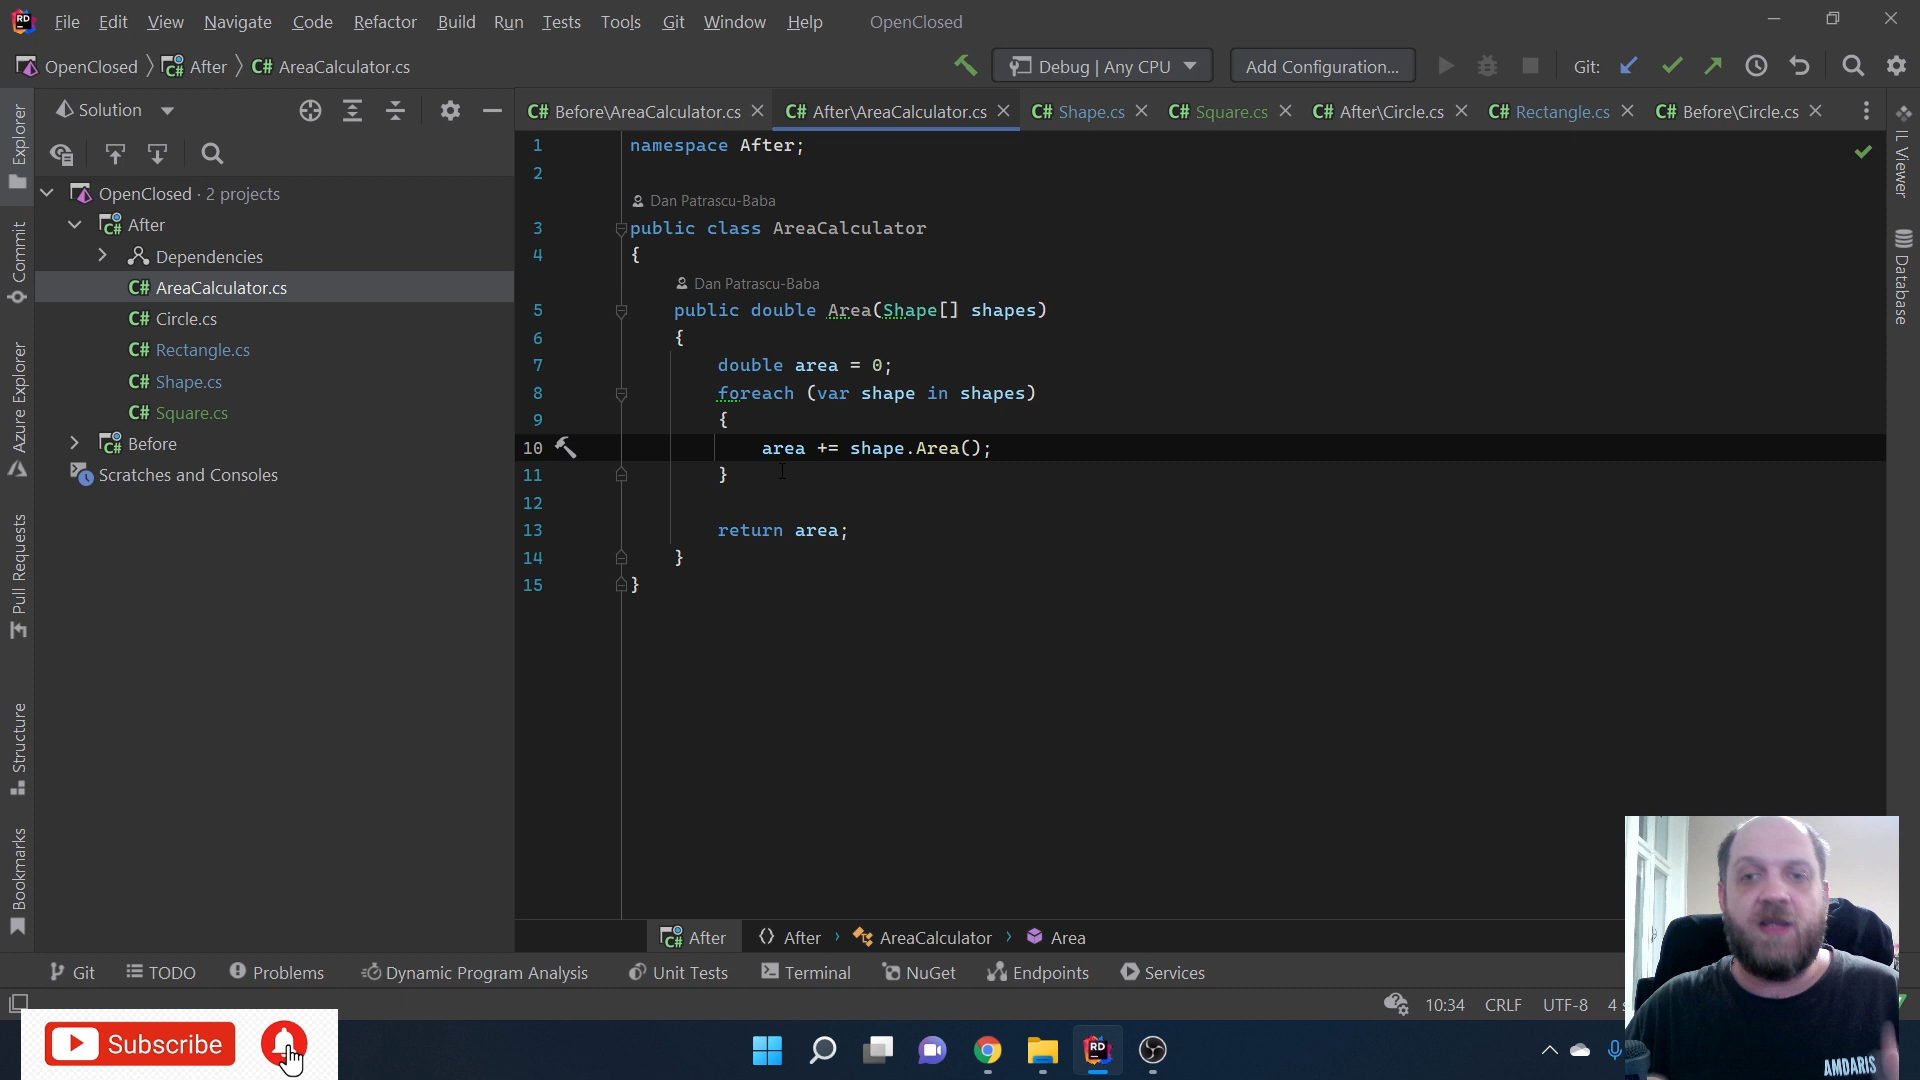 File Edit View Navigate Code Refactor Build Run Tests Tools Git Window Help OpenClosed
OpenClosed After C# AreaCalculator.cs Debug | Any CPU Add Configuration... Git:
Explorer
Commit
Azure Explorer
Pull Requests
Structure
Bookmarks
Solution
OpenClosed · 2 projects
C# After
Dependencies
C# AreaCalculator.cs
C# Circle.cs
C# Rectangle.cs
C# Shape.cs
C# Square.cs
C# Before
Scratches and Consoles
C# Before\AreaCalculator.cs C# After\AreaCalculator.cs C# Shape.cs C# Square.cs C# After\Circle.cs C# Rectangle.cs C# Before\Circle.cs
1 namespace After;
2
Dan Patrascu-Baba
3 public class AreaCalculator
4 {
Dan Patrascu-Baba
5 public double Area(Shape[] shapes)
6 {
7 double area = 0;
8 foreach (var shape in shapes)
9 {
10 area += shape.Area();
11 }
12
13 return area;
14 }
15 }
IL Viewer
Database
C# After After AreaCalculator Area
Git TODO Problems Dynamic Program Analysis Unit Tests Terminal NuGet Endpoints Services
10:34 CRLF UTF-8 4
Subscribe
RD
AMDARIS